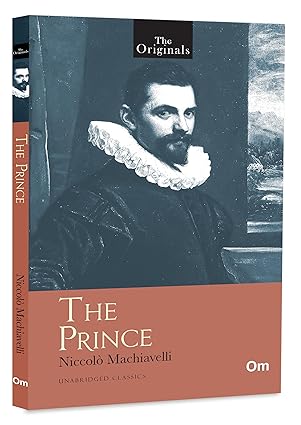 The
Originals
THE
PRINCE
Niccolò Machiavelli
UNABRIDGED CLASSICS
Om
The
Originals
THE PRINCE
Niccolò Machiavelli
Om